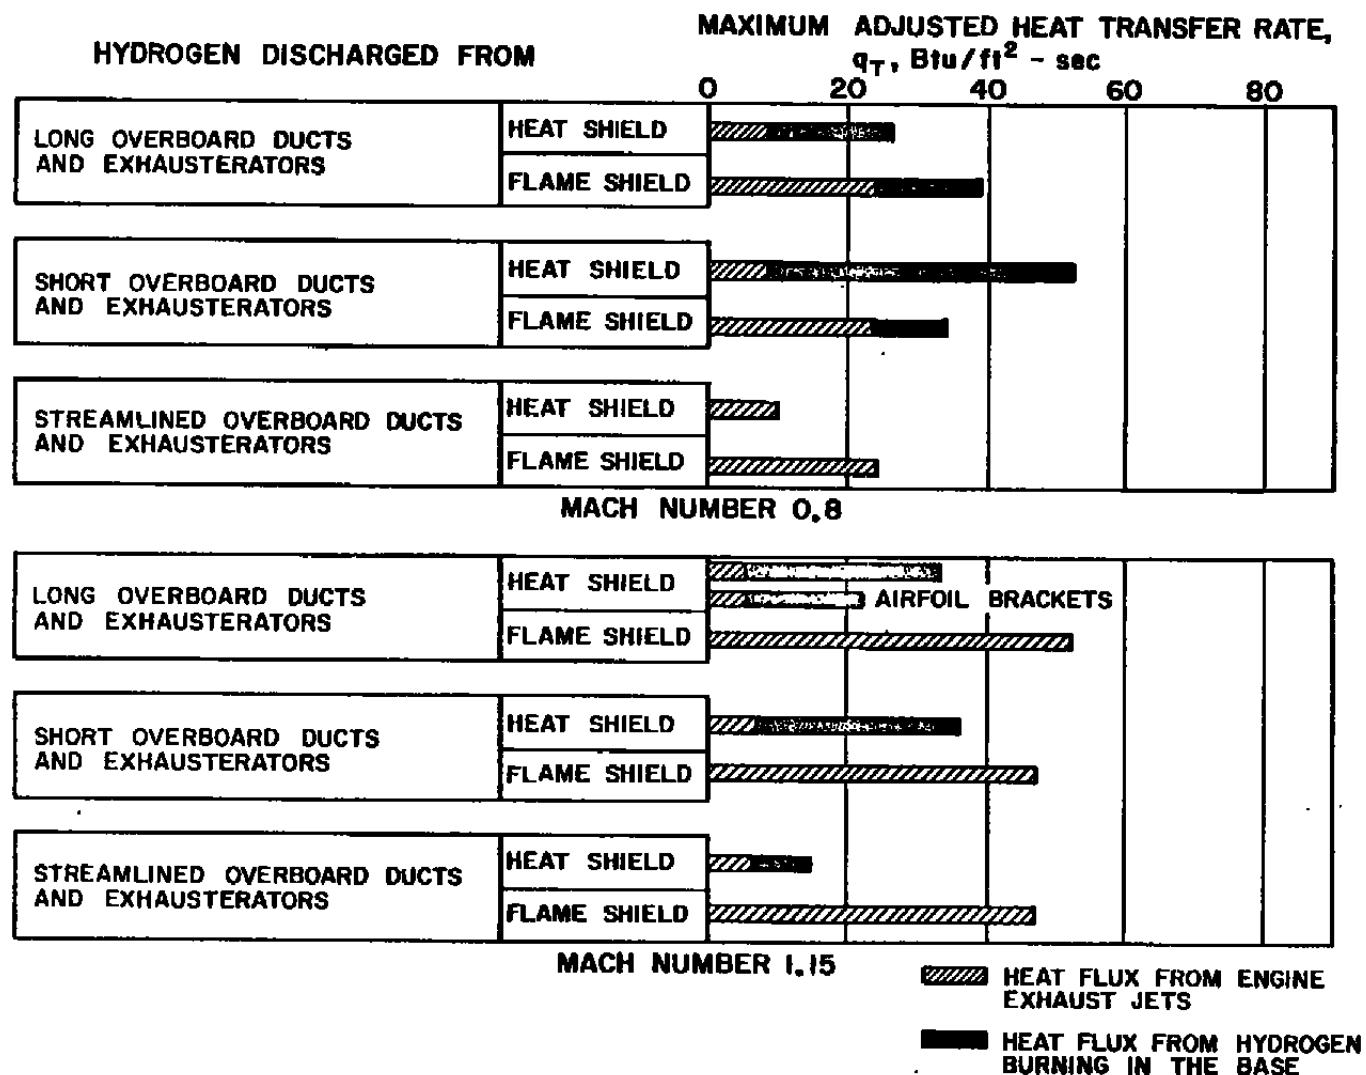 MAXIMUM ADJUSTED HEAT TRANSFER RATE,
HYDROGEN DISCHARGED FROM
qT, Btu/ft² - sec
0 20 40 60 80
LONG OVERBOARD DUCTS
AND EXHAUSTERATORS
HEAT SHIELD
FLAME SHIELD
SHORT OVERBOARD DUCTS
AND EXHAUSTERATORS
HEAT SHIELD
FLAME SHIELD
STREAMLINED OVERBOARD DUCTS
AND EXHAUSTERATORS
HEAT SHIELD
FLAME SHIELD
MACH NUMBER 0.8
LONG OVERBOARD DUCTS
AND EXHAUSTERATORS
HEAT SHIELD
AIRFOIL BRACKETS
FLAME SHIELD
SHORT OVERBOARD DUCTS
AND EXHAUSTERATORS
HEAT SHIELD
FLAME SHIELD
STREAMLINED OVERBOARD DUCTS
AND EXHAUSTERATORS
HEAT SHIELD
FLAME SHIELD
MACH NUMBER 1.15
HEAT FLUX FROM ENGINE
EXHAUST JETS
HEAT FLUX FROM HYDROGEN
BURNING IN THE BASE